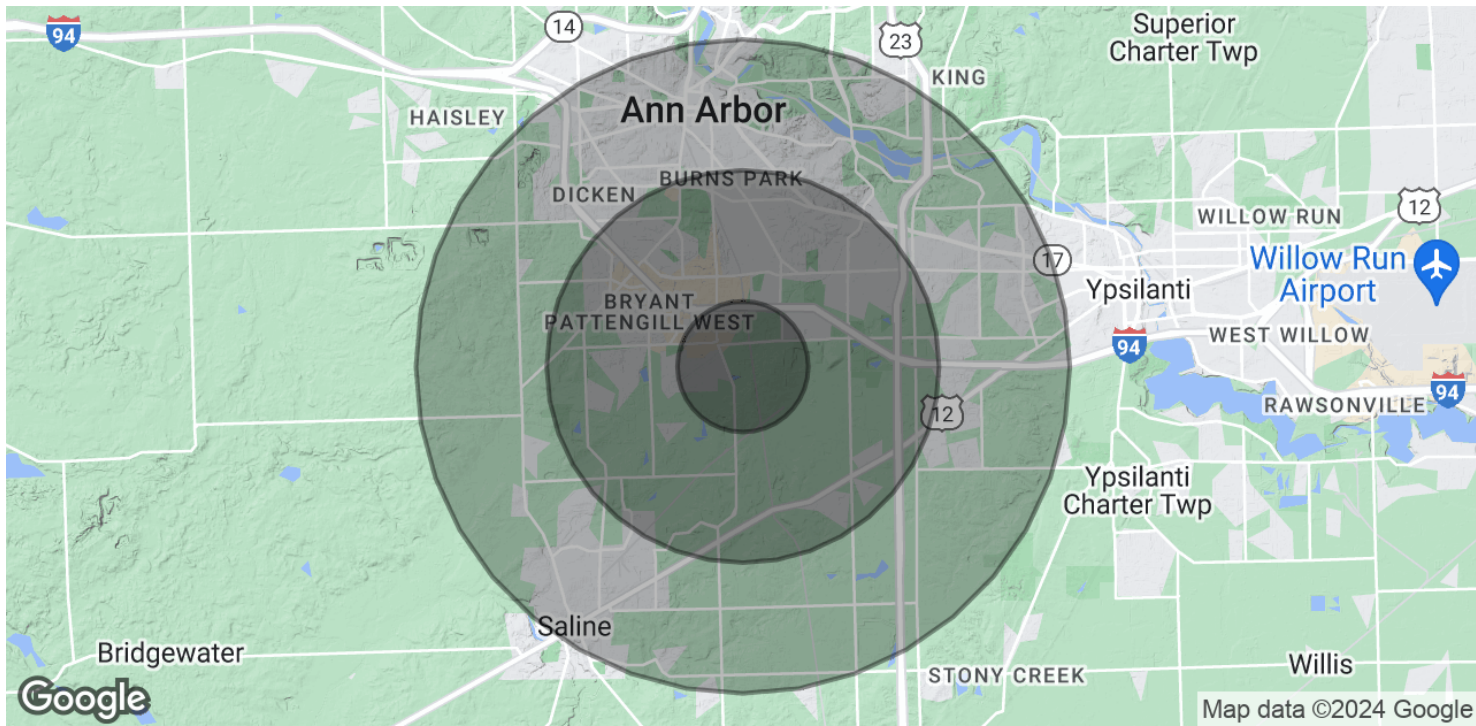 94
14
23
Superior
Charter Twp
KING
HAISLEY
Ann Arbor
DICKEN
BURNS PARK
12
WILLOW RUN
17
Willow Run
Airport
Ypsilanti
BRYANT
PATTENGILL WEST
94
WEST WILLOW
94
RAWSONVILLE
12
Ypsilanti
Charter Twp
Saline
Bridgewater
STONY CREEK
Willis
Google
Map data ©2024 Google